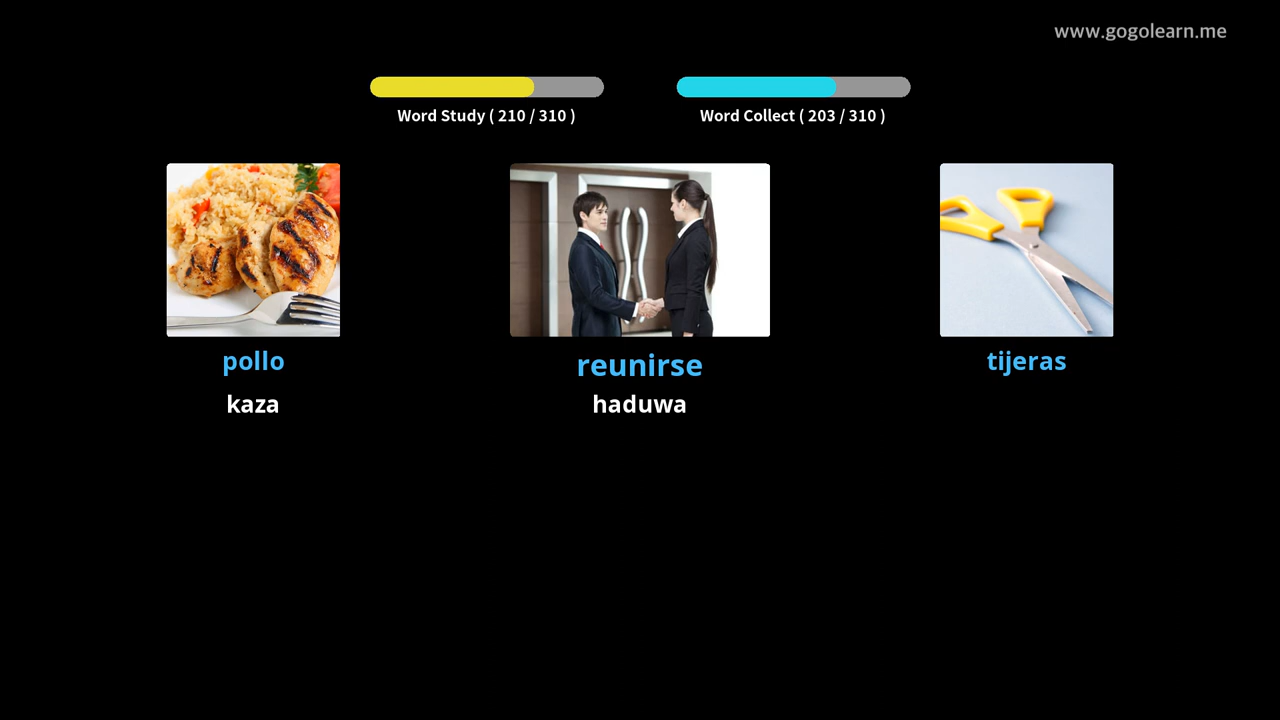 www.gogolearn.me
Word Study ( 210 / 310 )
Word Collect ( 203 / 310 )
pollo
reunirse
tijeras
kaza
haduwa